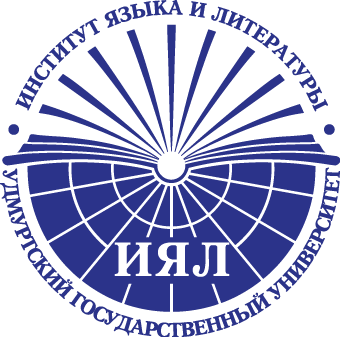 ИНСТИТУТ ЯЗЫКА И ЛИТЕРАТУРЫ
ИЯЛ
УДМУРТСКИЙ ГОСУДАРСТВЕННЫЙ УНИВЕРСИТЕТ